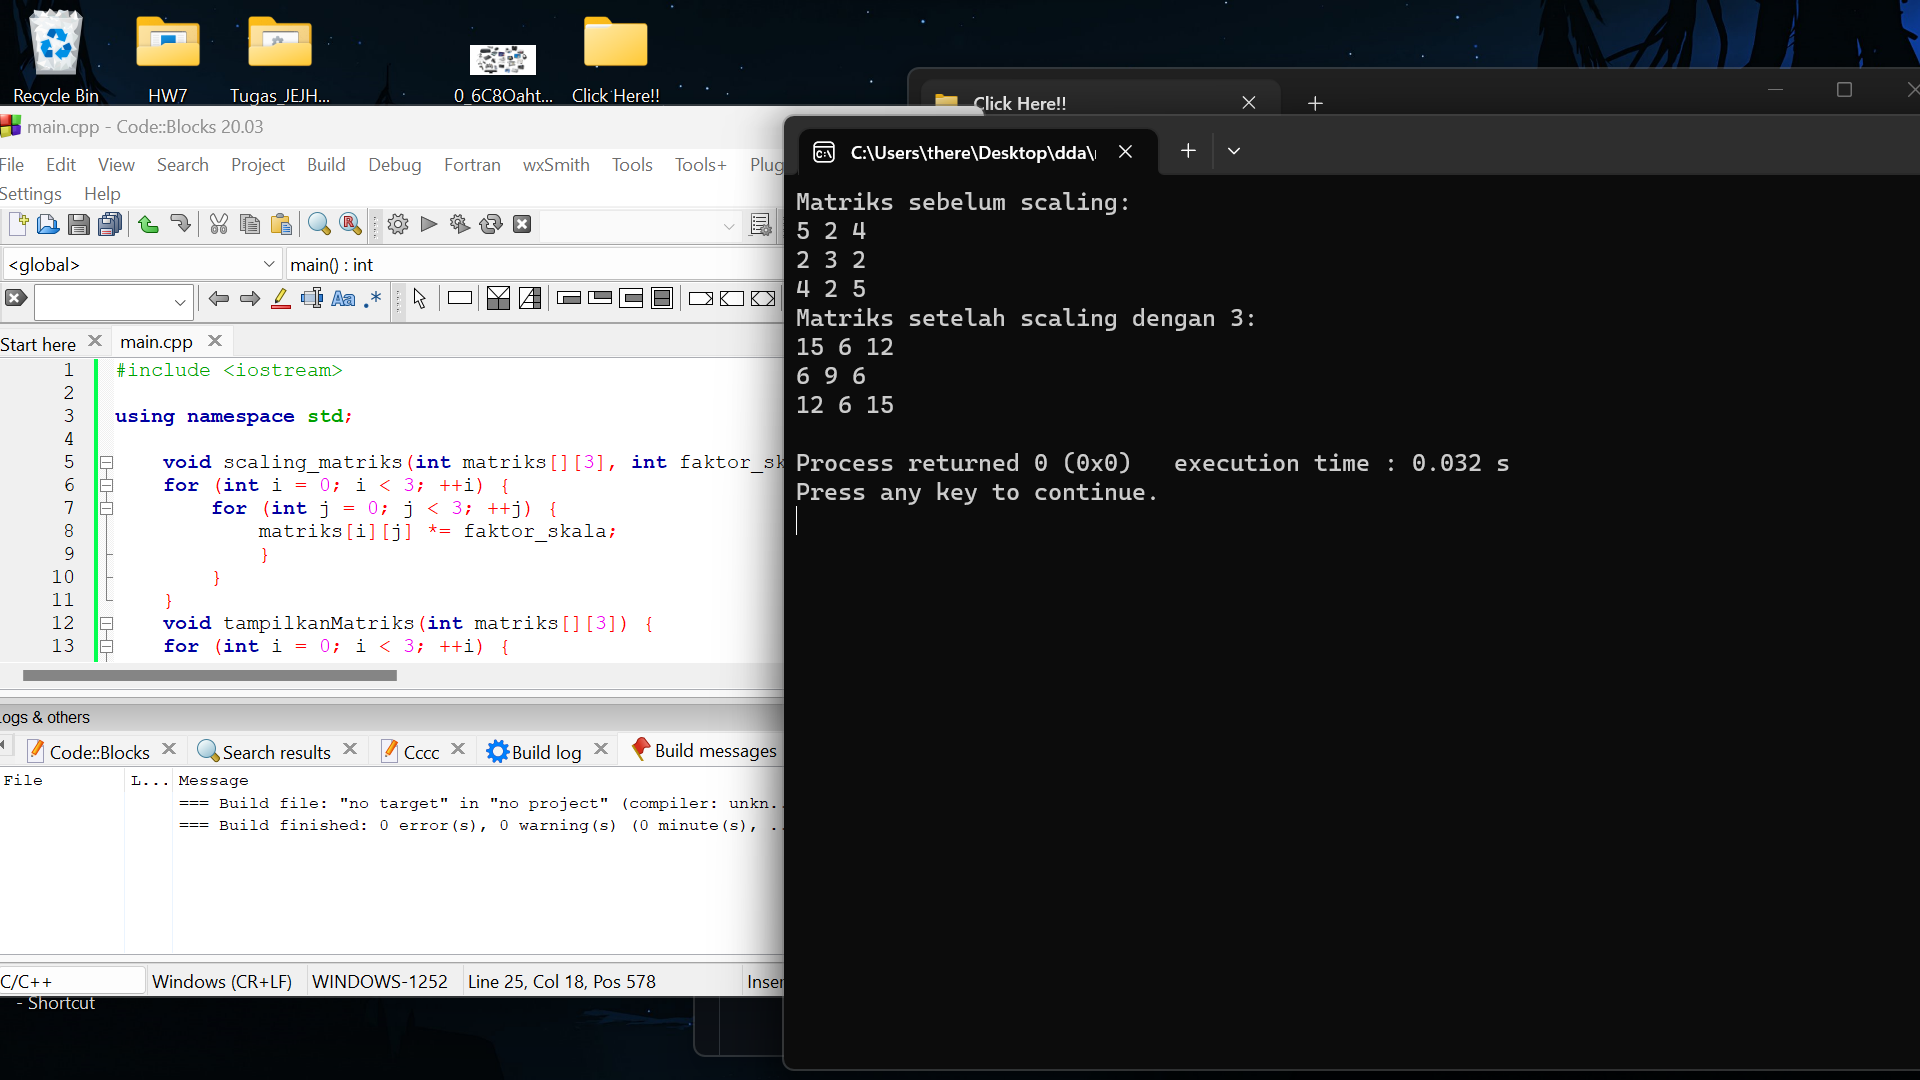 Recycle Bin
HW7
Tugas_JEJH...
0_6C8Oaht...
Click Here!!
Click Here!!
main.cpp - Code::Blocks 20.03
File Edit View Search Project Build Debug Fortran wxSmith Tools Tools+ Plug
Settings Help
<global>
main() : int
Start here
main.cpp
1 #include <iostream>
2
3 using namespace std;
4
5 void scaling_matriks(int matriks[][3], int faktor_sk
6 for (int i = 0; i < 3; ++i) {
7 for (int j = 0; j < 3; ++j) {
8 matriks[i][j] *= faktor_skala;
9 }
10 }
11 }
12 void tampilkanMatriks(int matriks[][3]) {
13 for (int i = 0; i < 3; ++i) {
Logs & others
Code::Blocks
Search results
Cccc
Build log
Build messages
File L... Message
=== Build file: "no target" in "no project" (compiler: unkn...
=== Build finished: 0 error(s), 0 warning(s) (0 minute(s), ...
C/C++
Windows (CR+LF)
WINDOWS-1252
Line 25, Col 18, Pos 578
Inser
- Shortcut
C:\Users\there\Desktop\dda\
Matriks sebelum scaling:
5 2 4
2 3 2
4 2 5
Matriks setelah scaling dengan 3:
15 6 12
6 9 6
12 6 15
Process returned 0 (0x0)   execution time : 0.032 s
Press any key to continue.